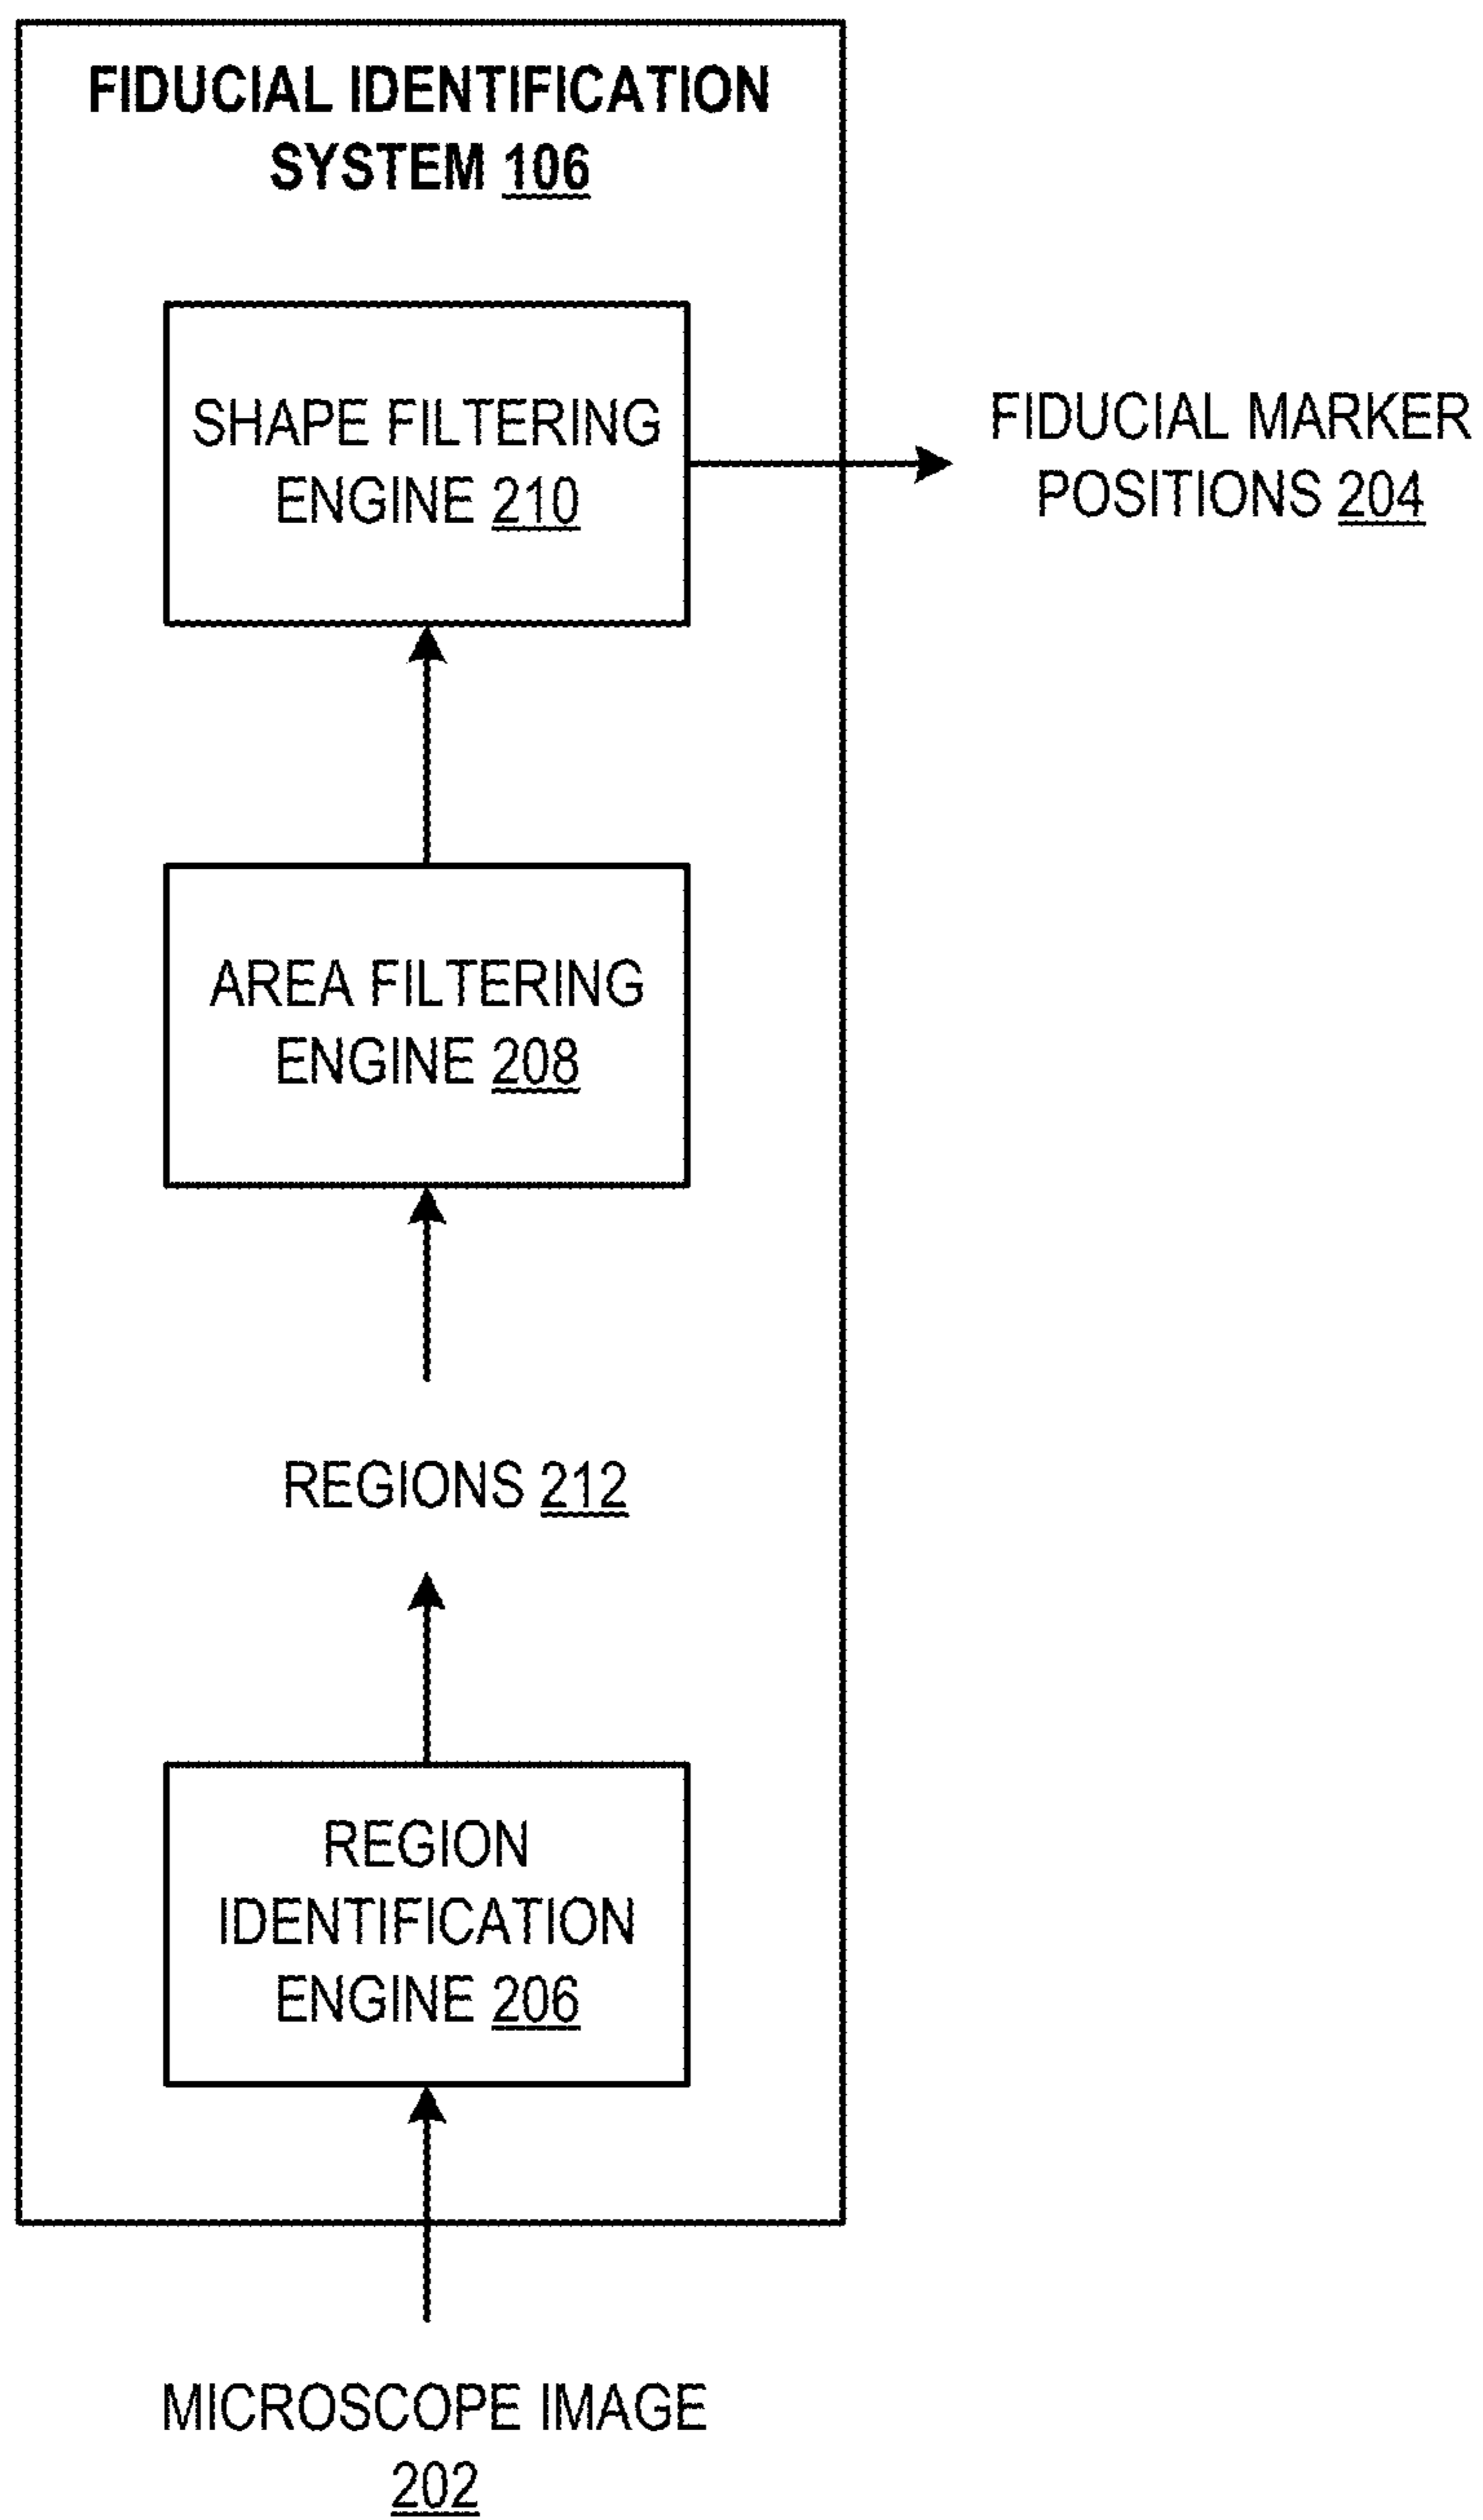 FIDUCIAL IDENTIFICATION
SYSTEM 106
SHAPE FILTERING
ENGINE 210
FIDUCIAL MARKER
POSITIONS 204
AREA FILTERING
ENGINE 208
REGIONS 212
REGION
IDENTIFICATION
ENGINE 206
MICROSCOPE IMAGE
202